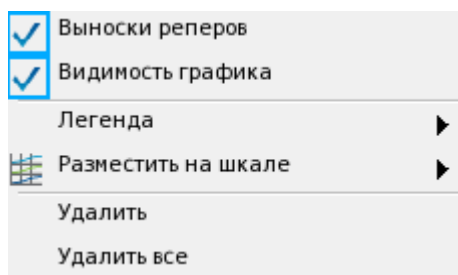 Выноски реперов
Видимость графика
Легенда
Разместить на шкале
Удалить
Удалить все